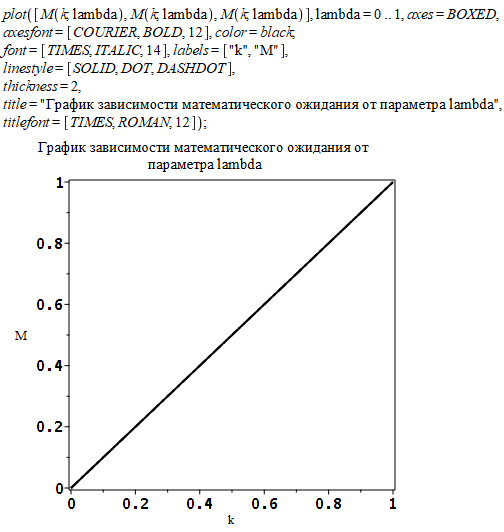 plot([M(k, lambda), M(k, lambda), M(k, lambda)], lambda = 0 .. 1, axes = BOXED,
axesfont = [COURIER, BOLD, 12], color = black,
font = [TIMES, ITALIC, 14], labels = ["k", "M"],
linestyle = [SOLID, DOT, DASHDOT],
thickness = 2,
title = "График зависимости математического ожидания от параметра lambda",
titlefont = [TIMES, ROMAN, 12]);
График зависимости математического ожидания от
параметра lambda
1
0.8
0.6
M
0.4
0.2
0
0 0.2 0.4 0.6 0.8 1
k